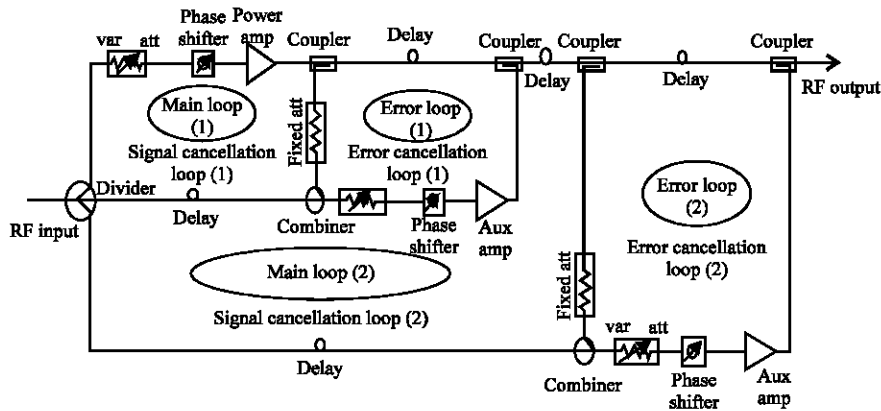 var att
Phase
shifter
Power
amp
Coupler
Delay
Coupler
Delay
Coupler
Delay
Coupler
RF output
Main loop
(1)
Signal cancellation
loop (1)
Fixed att
Error loop
(1)
Error cancellation
loop (1)
Divider
RF input
Delay
Combiner
Phase
shifter
Aux
amp
Error loop
(2)
Error cancellation
loop (2)
Main loop (2)
Signal cancellation loop (2)
Fixed att
Delay
Combiner
var att
Phase
shifter
Aux
amp